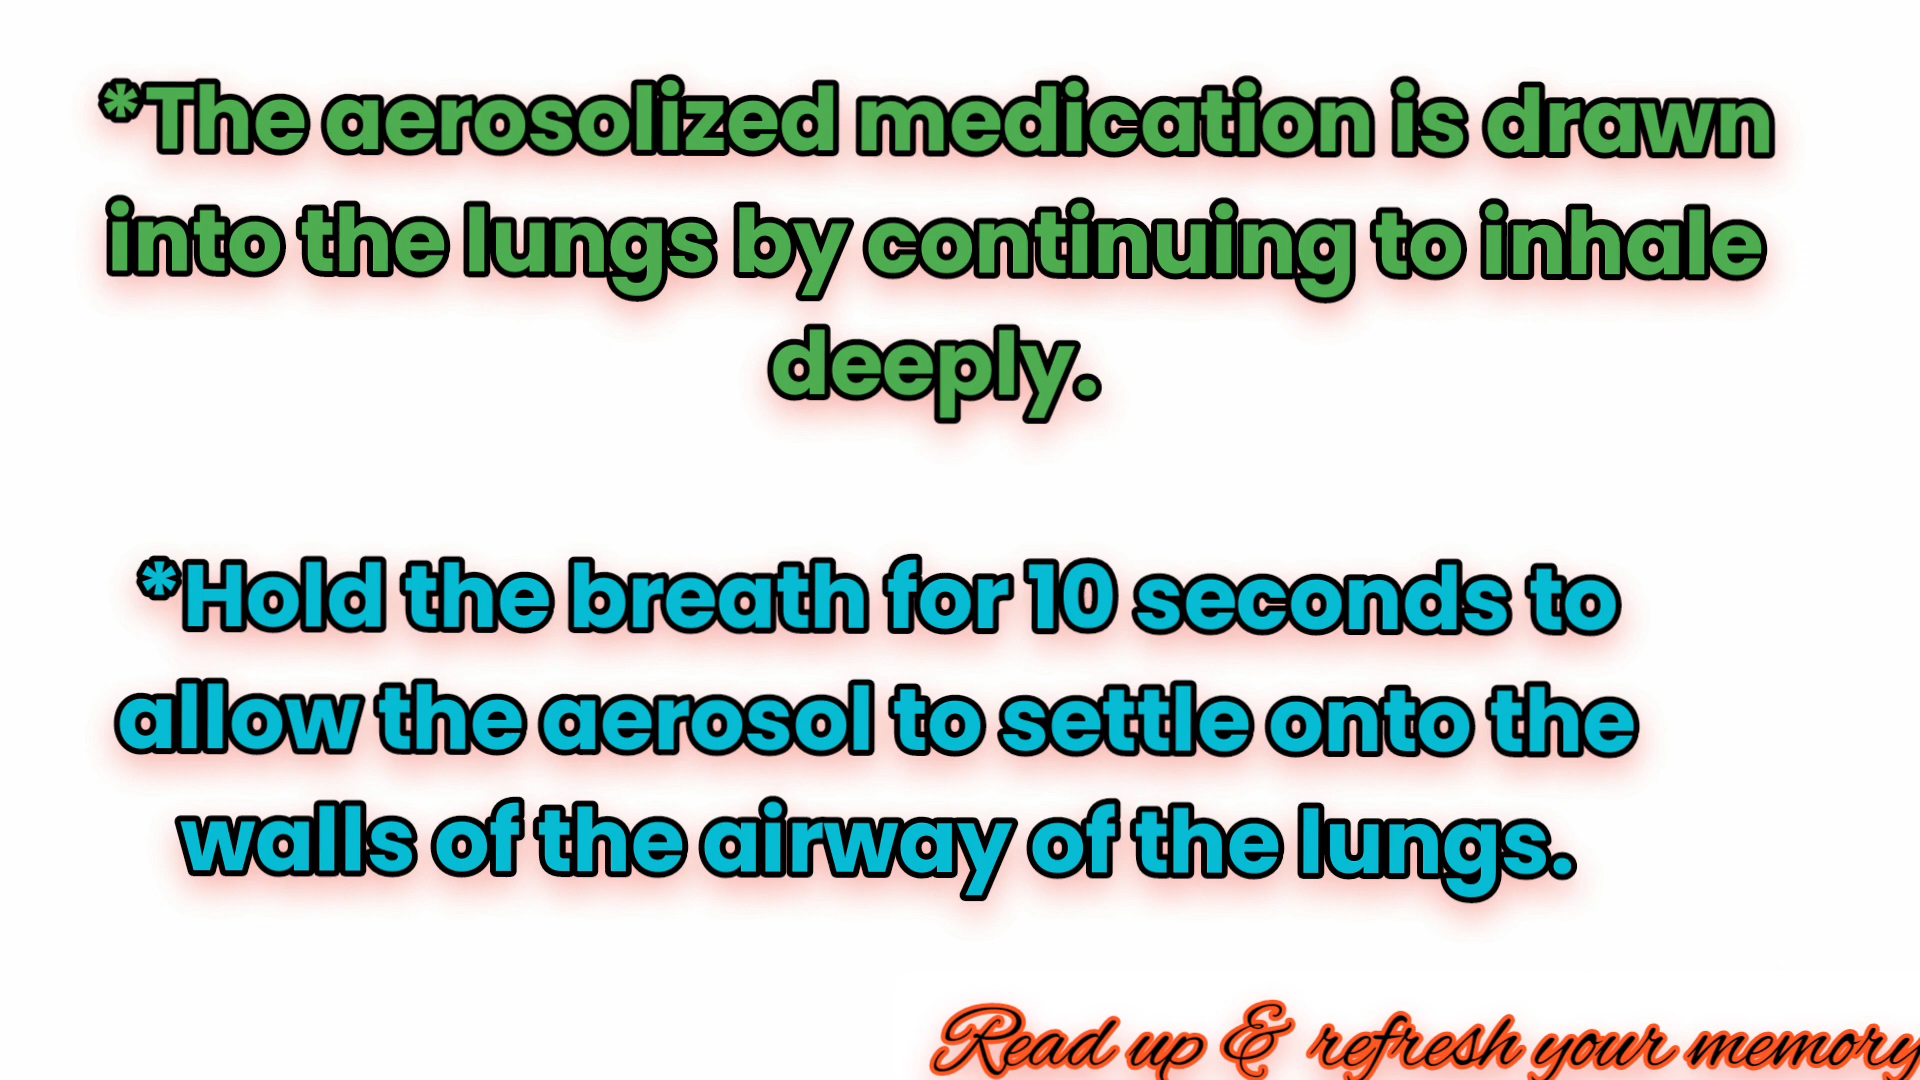 *The aerosolized medication is drawn
into the lungs by continuing to inhale
deeply.
*Hold the breath for 10 seconds to
allow the aerosol to settle onto the
walls of the airway of the lungs.
Read up & refresh your memory